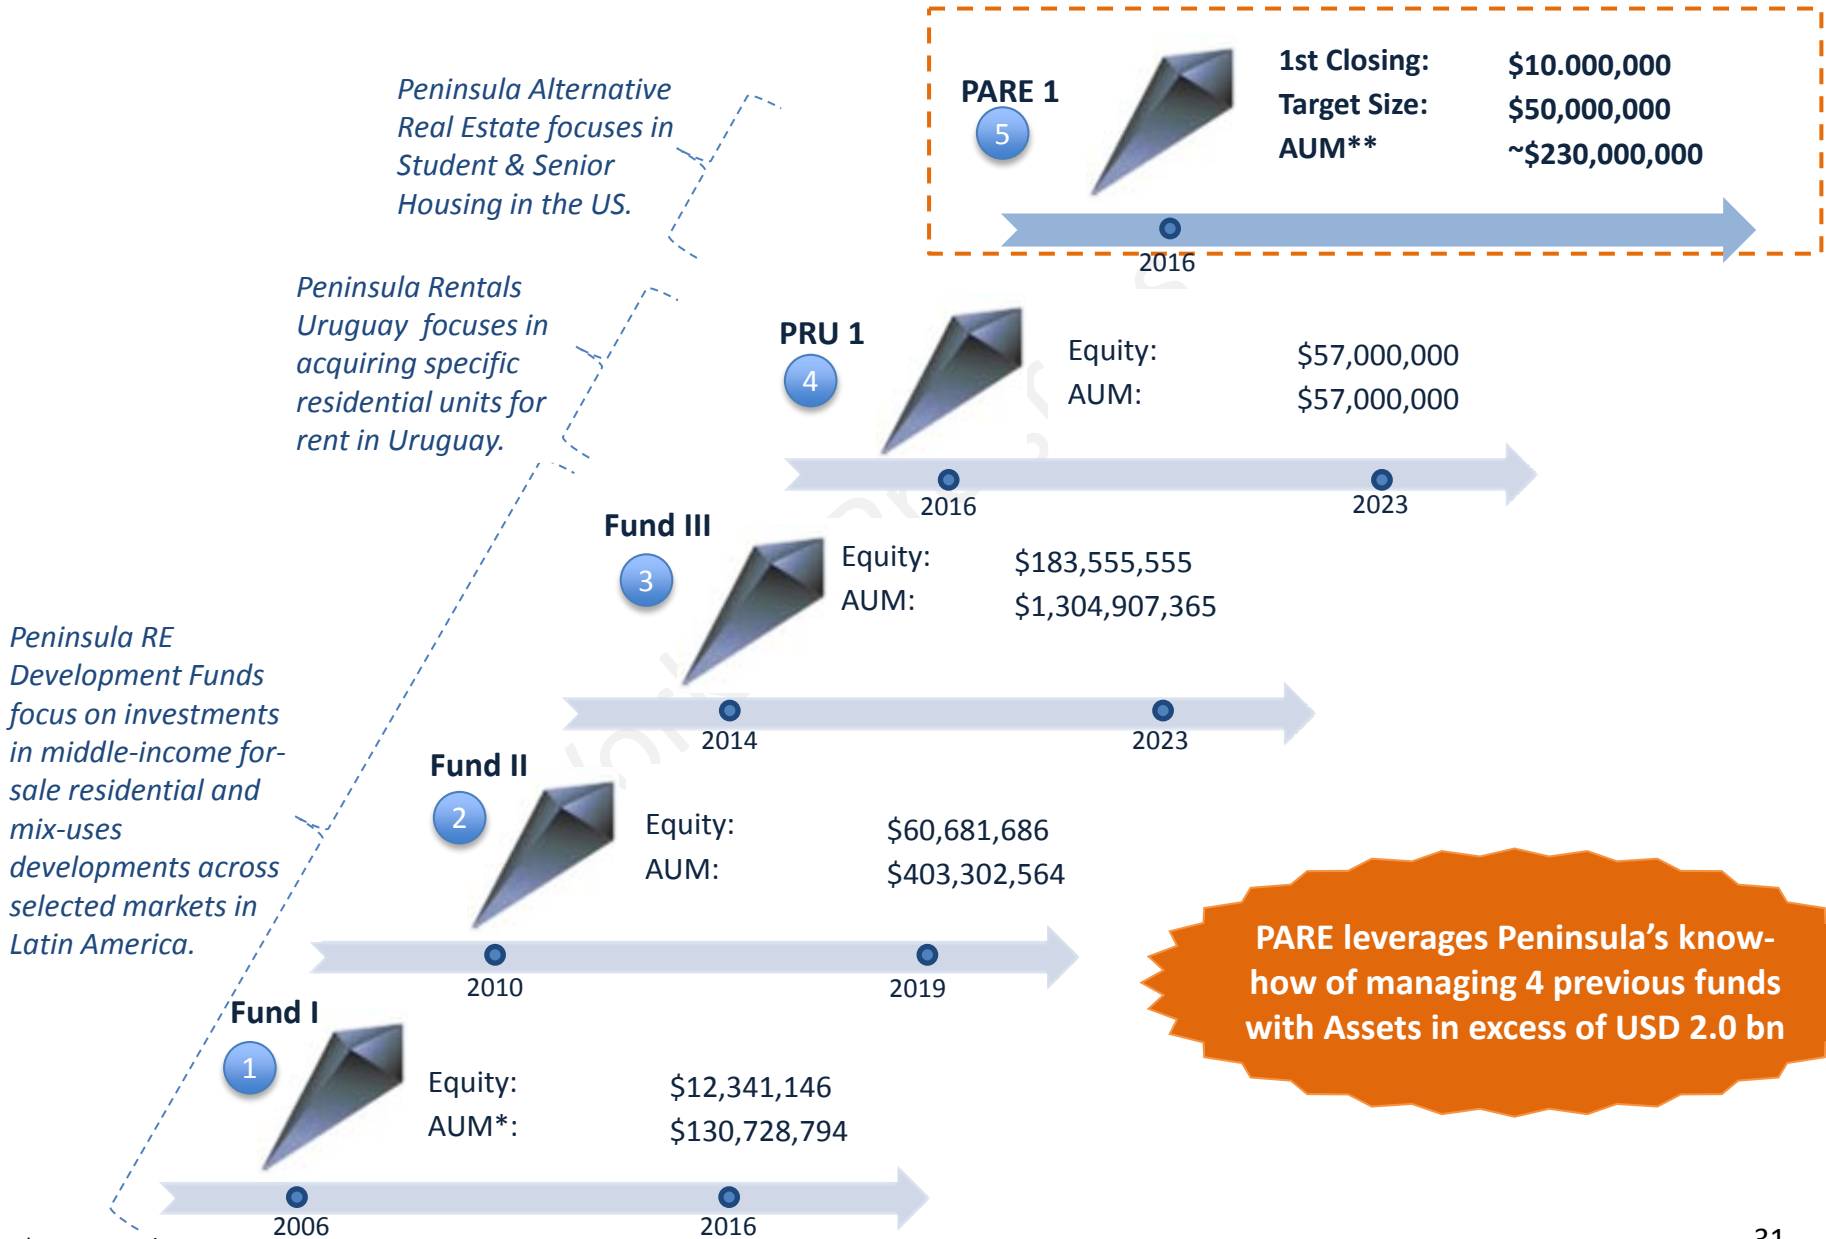 Peninsula Alternative
Real Estate focuses in
Student & Senior
Housing in the US.
PARE 1
5
1st Closing: $10.000,000
Target Size: $50,000,000
AUM** ~$230,000,000
2016
Peninsula Rentals
Uruguay focuses in
acquiring specific
residential units for
rent in Uruguay.
PRU 1
4
Equity: $57,000,000
AUM: $57,000,000
2016 2023
Fund III
3
Equity: $183,555,555
AUM: $1,304,907,365
2014 2023
Peninsula RE
Development Funds
focus on investments
in middle-income for-
sale residential and
mix-uses
developments across
selected markets in
Latin America.
Fund II
2
Equity: $60,681,686
AUM: $403,302,564
2010 2019
Fund I
1
Equity: $12,341,146
AUM*: $130,728,794
2006 2016
PARE leverages Peninsula’s know-
how of managing 4 previous funds
with Assets in excess of USD 2.0 bn
31